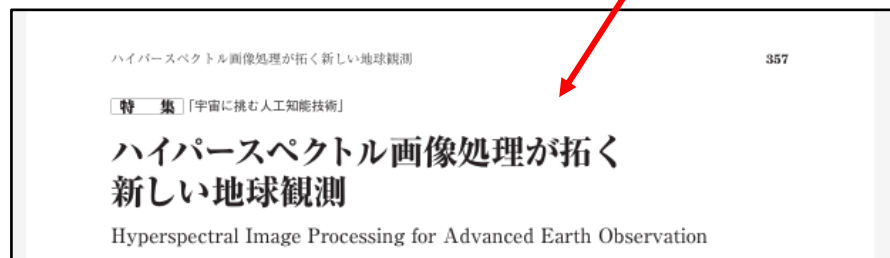 ハイパースペクトル画像処理が拓く新しい地球観測 357
特 集 「宇宙に挑む人工知能技術」
ハイパースペクトル画像処理が拓く
新しい地球観測
Hyperspectral Image Processing for Advanced Earth Observation